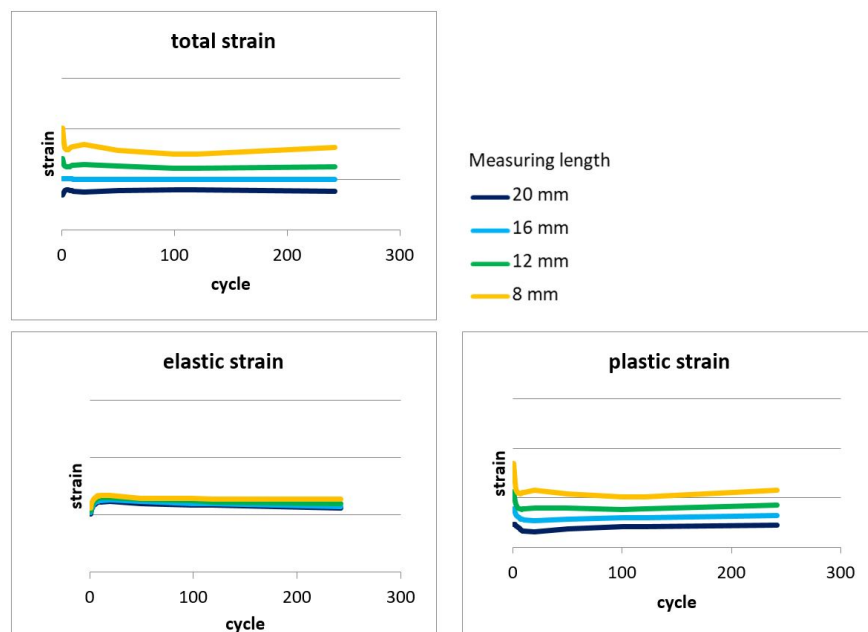 total strain
strain
0 100 200 300
cycle
Measuring length
20 mm
16 mm
12 mm
8 mm
elastic strain
strain
0 100 200 300
cycle
plastic strain
strain
0 100 200 300
cycle